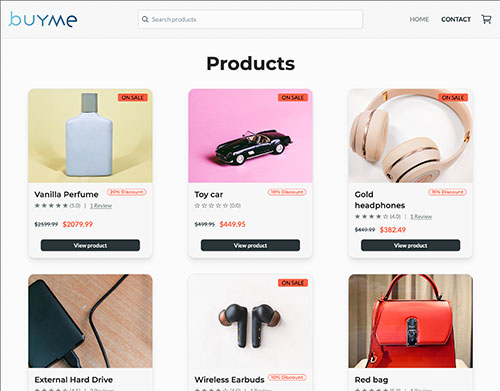 buyme
Search products
HOME
CONTACT
Products
ON SALE
ON SALE
ON SALE
Vanilla Perfume
20% Discount
★★★★★ (5.0) | 1 Review
$2599.99 $2079.99
View product
Toy car
10% Discount
☆☆☆☆☆ (0.0)
$499.95 $449.95
View product
Gold
headphones
15% Discount
★★★★☆ (4.0) | 1 Review
$449.99 $382.49
View product
External Hard Drive
ON SALE
Wireless Earbuds
10% Discount
Red bag